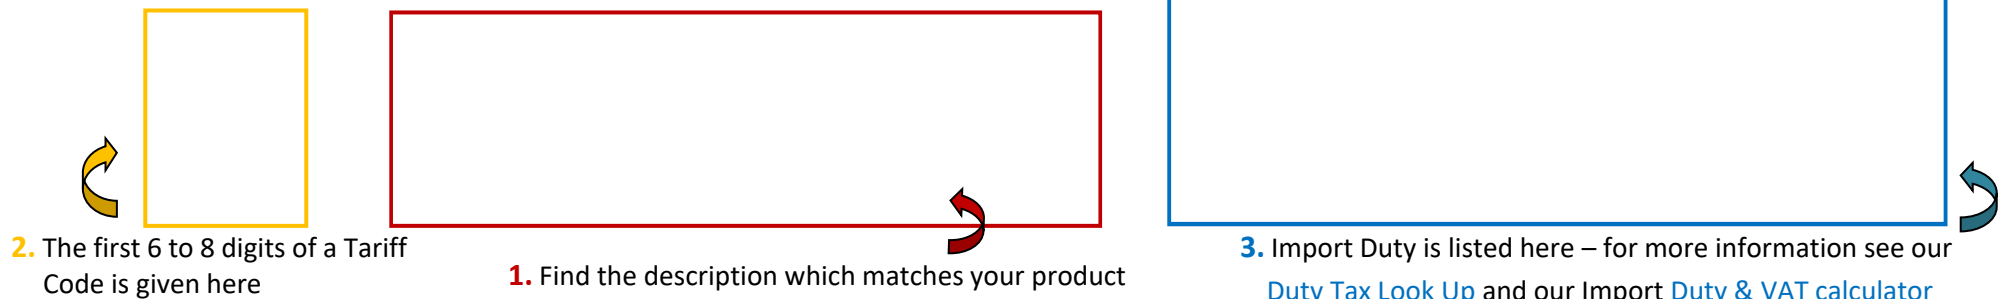 2. The first 6 to 8 digits of a Tariff
Code is given here
1. Find the description which matches your product
3. Import Duty is listed here – for more information see our
Duty Tax Look Up and our Import Duty & VAT calculator